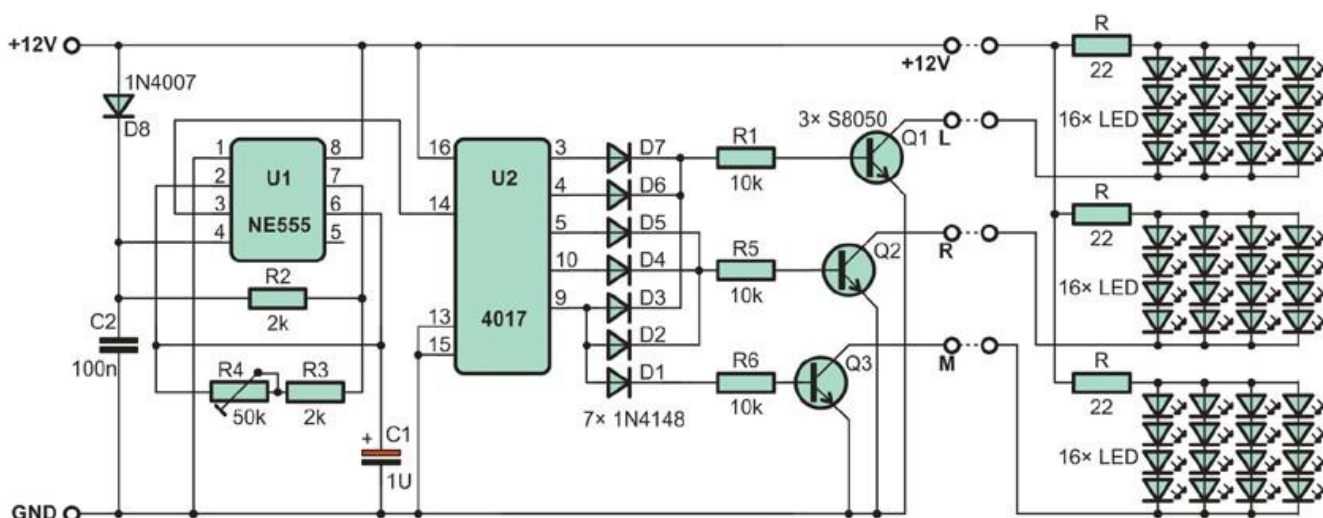 +12V
1N4007
D8
1
2
3
4
U1
NE555
8
7
6
5
R2
2k
C2
100n
R4
50k
R3
2k
+
C1
1U
GND
16
14
13
15
U2
4017
3
4
5
10
9
D7
D6
D5
D4
D3
D2
D1
7× 1N4148
R1
10k
R5
10k
R6
10k
3× S8050
Q1
Q2
Q3
+12V
L
R
M
R
22
16× LED
R
22
16× LED
R
22
16× LED